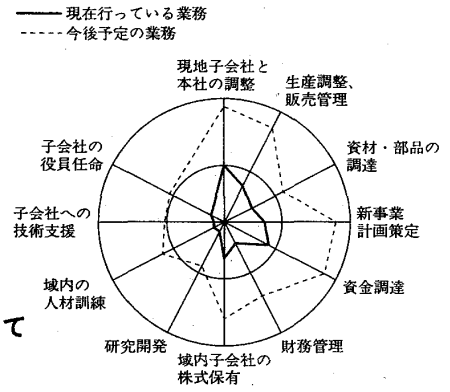 現在行っている業務
今後予定の業務
現地子会社と
本社の調整
生産調整、
販売管理
資材・部品の
調達
新事業
計画策定
資金調達
財務管理
域内子会社の
株式保有
研究開発
域内の
人材訓練
子会社への
技術支援
子会社の
役員任命
て